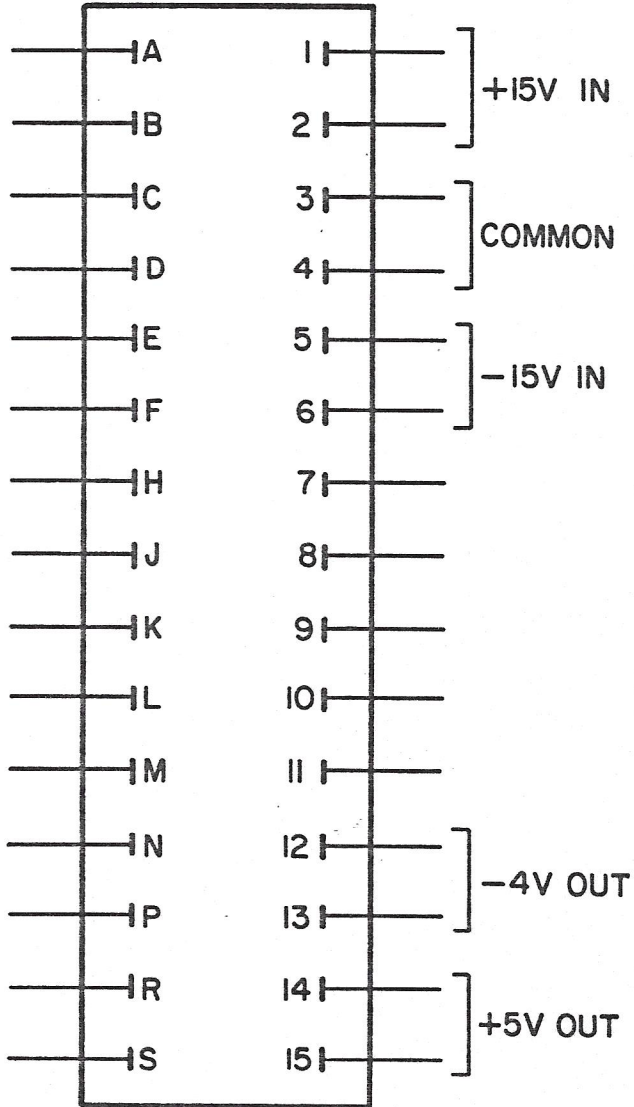 A 1
+15V IN
B 2
C 3
COMMON
D 4
E 5
-15V IN
F 6
H 7
J 8
K 9
L 10
M 11
N 12
-4V OUT
P 13
R 14
+5V OUT
S 15